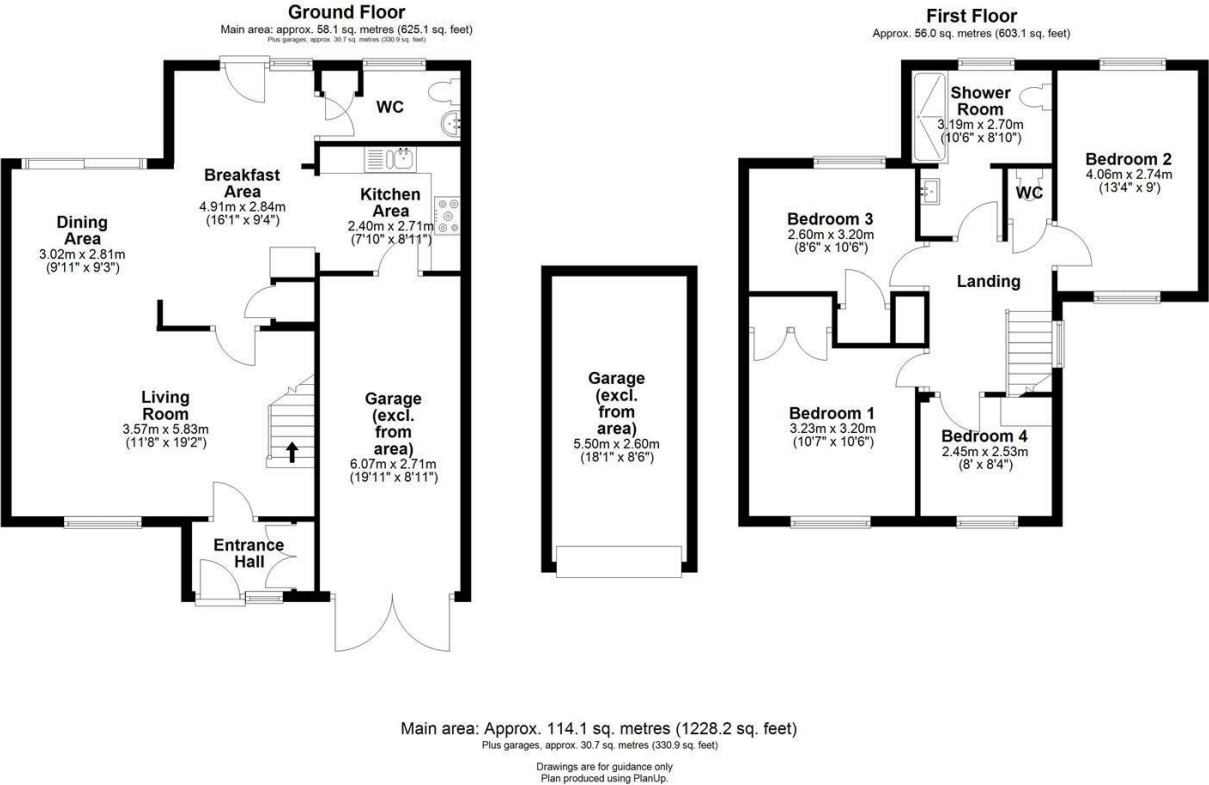 Ground Floor
Main area: approx. 58.1 sq. metres (625.1 sq. feet)
Plus garages, approx. 30.7 sq. metres (330.9 sq. feet)
WC
Breakfast
Area
4.91m x 2.84m
(16'1" x 9'4")
Kitchen
Area
2.40m x 2.71m
(7'10" x 8'11")
Dining
Area
3.02m x 2.81m
(9'11" x 9'3")
Living
Room
3.57m x 5.83m
(11'8" x 19'2")
Garage
(excl.
from
area)
6.07m x 2.71m
(19'11" x 8'11")
Entrance
Hall
Garage
(excl.
from
area)
5.50m x 2.60m
(18'1" x 8'6")
First Floor
Approx. 56.0 sq. metres (603.1 sq. feet)
Shower
Room
3.19m x 2.70m
(10'6" x 8'10")
Bedroom 2
4.06m x 2.74m
(13'4" x 9')
WC
Bedroom 3
2.60m x 3.20m
(8'6" x 10'6")
Landing
Bedroom 1
3.23m x 3.20m
(10'7" x 10'6")
Bedroom 4
2.45m x 2.53m
(8' x 8'4")
Main area: Approx. 114.1 sq. metres (1228.2 sq. feet)
Plus garages, approx. 30.7 sq. metres (330.9 sq. feet)
Drawings are for guidance only
Plan produced using PlanUp.